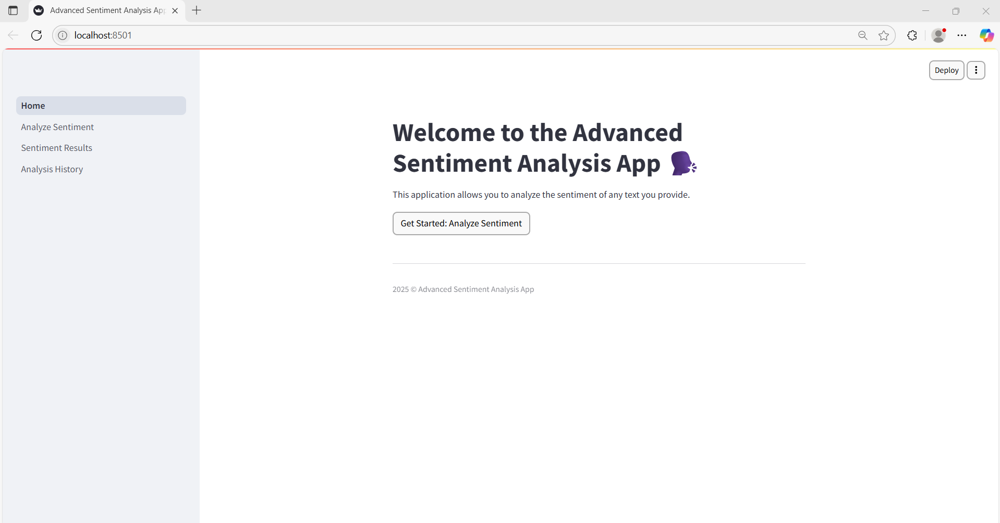 Advanced Sentiment Analysis App
localhost:8501
Deploy
Home
Analyze Sentiment
Sentiment Results
Analysis History
Welcome to the Advanced
Sentiment Analysis App
This application allows you to analyze the sentiment of any text you provide.
Get Started: Analyze Sentiment
2025 © Advanced Sentiment Analysis App